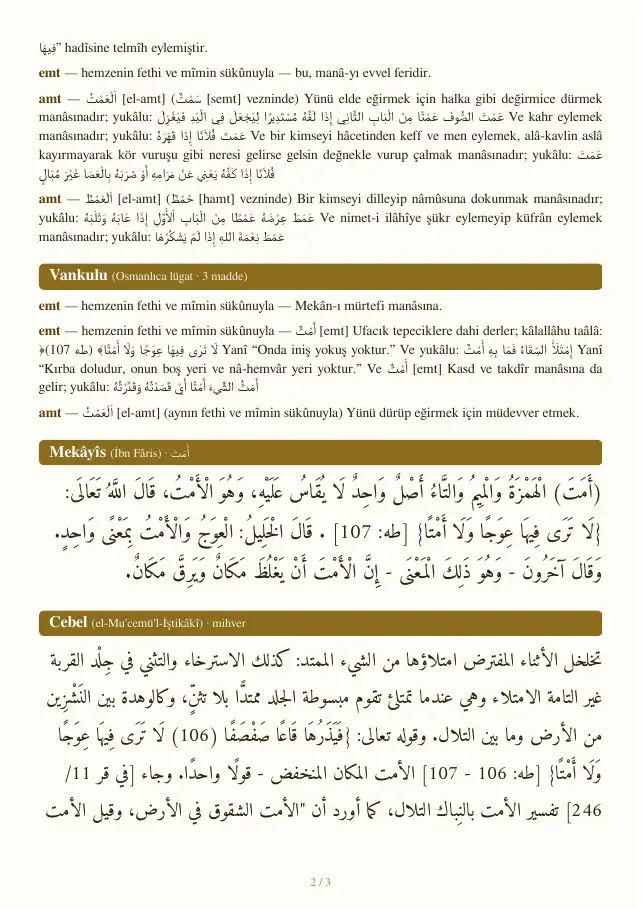 فِيهَا” hadîsine telmîh eylemiştir.
emt — hemzenin fethi ve mîmin sükûnuyla — bu, manâ-yı evvel feridir.
amt — اَلْعَمْتُ [el-amt] (سَمْتٌ [semt] vezninde) Yünü elde eğirmek için halka gibi değirmice dürmek
manâsınadır; yukâlu: عَمَتَ الصُّوفَ عَمْتًا مِنَ الْبَابِ الثَّانِي إِذَا لَفَّهُ مُسْتَدِيرًا لِيَجْعَلَ فِي الْيَدِ فَيَغْزِلَ Ve kahr eylemek
manâsınadır; yukâlu: عَمَتَ فُلَانًا إِذَا قَهَرَهُ Ve bir kimseyi hâcetinden keff ve men eylemek, alâ-kavlin aslâ
kayırmayarak kör vuruşu gibi neresi gelirse gelsin değnekle vurup çalmak manâsınadır; yukâlu: عَمَتَ
فُلَانًا إِذَا كَفَّهُ يَعْنِي عَنْ مَرَامِهِ أَوْ ضَرَبَهُ بِالْعَصَا غَيْرَ مُبَالٍ
amt — اَلْعَمْطُ [el-amt] (خَمْطٌ [hamt] vezninde) Bir kimseyi dilleyip nâmûsuna dokunmak manâsınadır;
yukâlu: عَمَطَ عِرْضَهُ عَمْطًا مِنَ الْبَابِ الْأَوَّلِ إِذَا عَابَهُ وَثَلَبَهُ Ve nimet-i ilâhîye şükr eylemeyip küfrân eylemek
manâsınadır; yukâlu: عَمَطَ نِعْمَةَ اللهِ إِذَا لَمْ يَشْكُرْهَا
Vankulu (Osmanlıca lügat · 3 madde)
emt — hemzenin fethi ve mîmin sükûnuyla — Mekân-ı mürtefi manâsına.
emt — hemzenin fethi ve mîmin sükûnuyla — أَمْتٌ [emt] Ufacık tepeciklere dahi derler; kâlallâhu taâlâ:
﴿لَا تَرَى فِيهَا عِوَجًا وَلَا أَمْتًا﴾ (طه 107) Yanî “Onda iniş yokuş yoktur.” Ve yukâlu: إِمْتَلَأَ السِّقَاءُ فَمَا بِهِ أَمْتٌ Yanî
“Kırba doludur, onun boş yeri ve nâ-hemvâr yeri yoktur.” Ve أَمْتٌ [emt] Kasd ve takdîr manâsına da
gelir; yukâlu: أَمَتُّ الشَّيْءَ أَمْتًا أَيْ قَصَدْتُهُ وَقَدَّرْتُهُ
amt — اَلْعَمْتُ [el-amt] (aynın fethi ve mîmin sükûnuyla) Yünü dürüp eğirmek için müdevver etmek.
Mekâyîs (İbn Fâris) · أَمَتَ
(أَمَتَ) الْهَمْزَةُ وَالْمِيمُ وَالتَّاءُ أَصْلٌ وَاحِدٌ لَا يُقَاسُ عَلَيْهِ، وَهُوَ الْأَمْتُ، قَالَ اللَّهُ تَعَالَى:
{لَا تَرَى فِيهَا عِوَجًا وَلَا أَمْتًا} [طه: 107] . قَالَ الْخَلِيلُ: الْعِوَجُ وَالْأَمْتُ بِمَعْنًى وَاحِدٍ.
وَقَالَ آخَرُونَ - وَهُوَ ذَلِكَ الْمَعْنَى - إِنَّ الْأَمْتَ أَنْ يَغْلُظَ مَكَانٌ وَيَرِقَّ مَكَانٌ.
Cebel (el-Mu'cemü'l-İştikâkî) · mihver
تخلخل الأثناء المفترض امتلاؤها من الشيء الممتد: كذلك الاسترخاء والتثني في جِلْد القربة
غير التامة الامتلاء وهي عندما تمتلئ تقوم مبسوطة الجلد ممتدًّا بلا تثنٍّ، وكالوهدة بين النَشْزين
من الأرض وما بين التلال. وقوله تعالى: {فَيَذَرُهَا قَاعًا صَفْصَفًا (106) لَا تَرَى فِيهَا عِوَجًا
وَلَا أَمْتًا} [طه: 106 - 107] الأمت المكان المنخفض - قولًا واحدًا. وجاء [في قر 11/
246] تفسير الأمت بالنِباك التلال، كما أورد أن "الأمت الشقوق في الأرض، وقيل الأمت
2 / 3